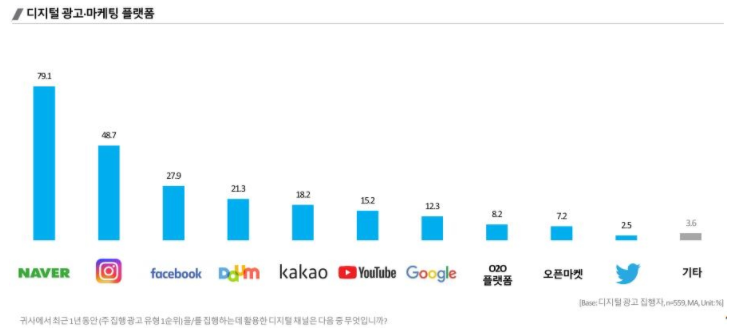 디지털 광고·마케팅 플랫폼
79.1
48.7
27.9
21.3
18.2
15.2
12.3
8.2
7.2
2.5
3.6
NAVER
facebook
Daum
kakao
YouTube
Google
O2O
플랫폼
오픈마켓
기타
[Base: 디지털 광고 집행자, n=559, MA, Unit: %]
귀사에서 최근 1년 동안 (주 집행 광고 유형 1순위)을/를 집행하는데 활용한 디지털 채널은 다음 중 무엇입니까?